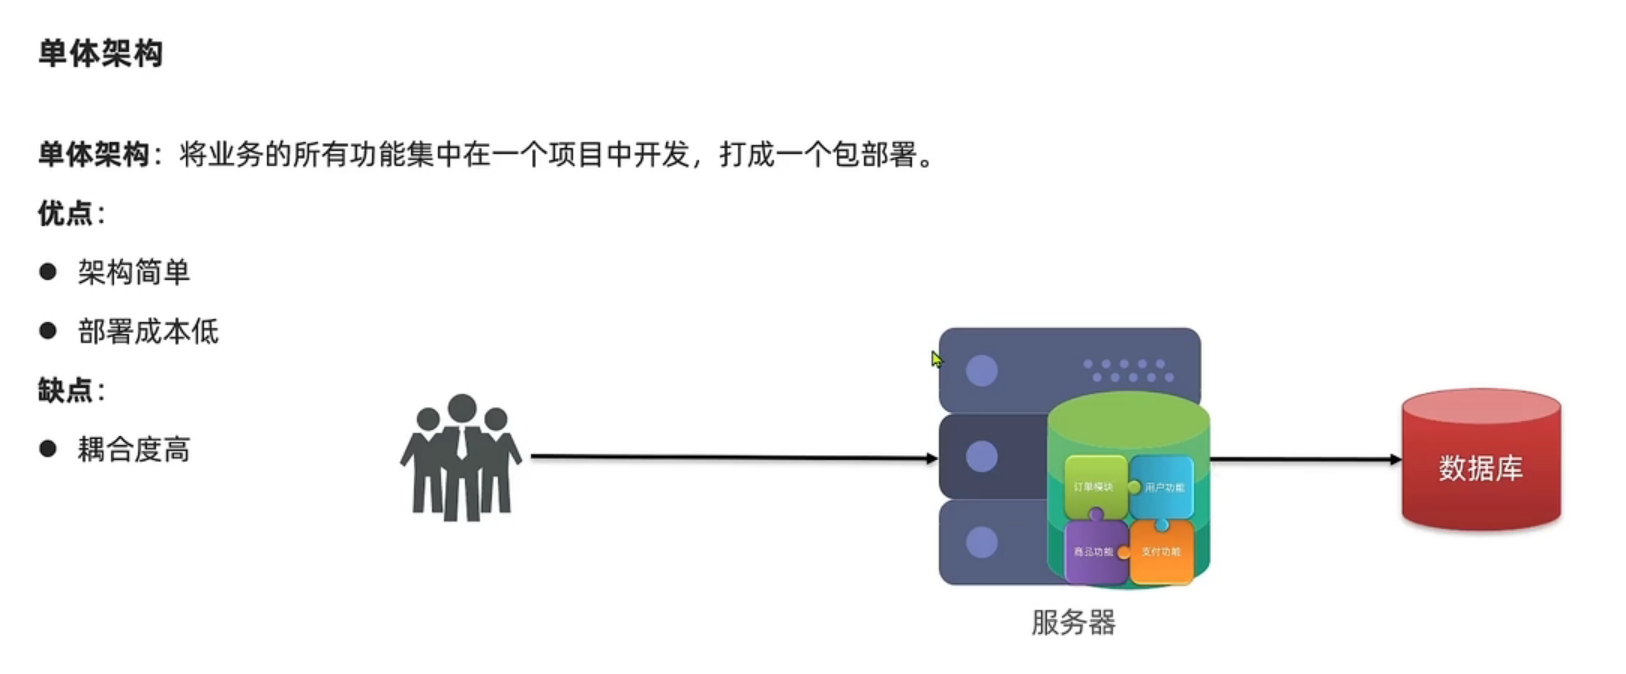 单体架构
单体架构：将业务的所有功能集中在一个项目中开发，打成一个包部署。
优点：
● 架构简单
● 部署成本低
缺点：
● 耦合度高
订单模块
用户功能
商品功能
支付功能
服务器
数据库